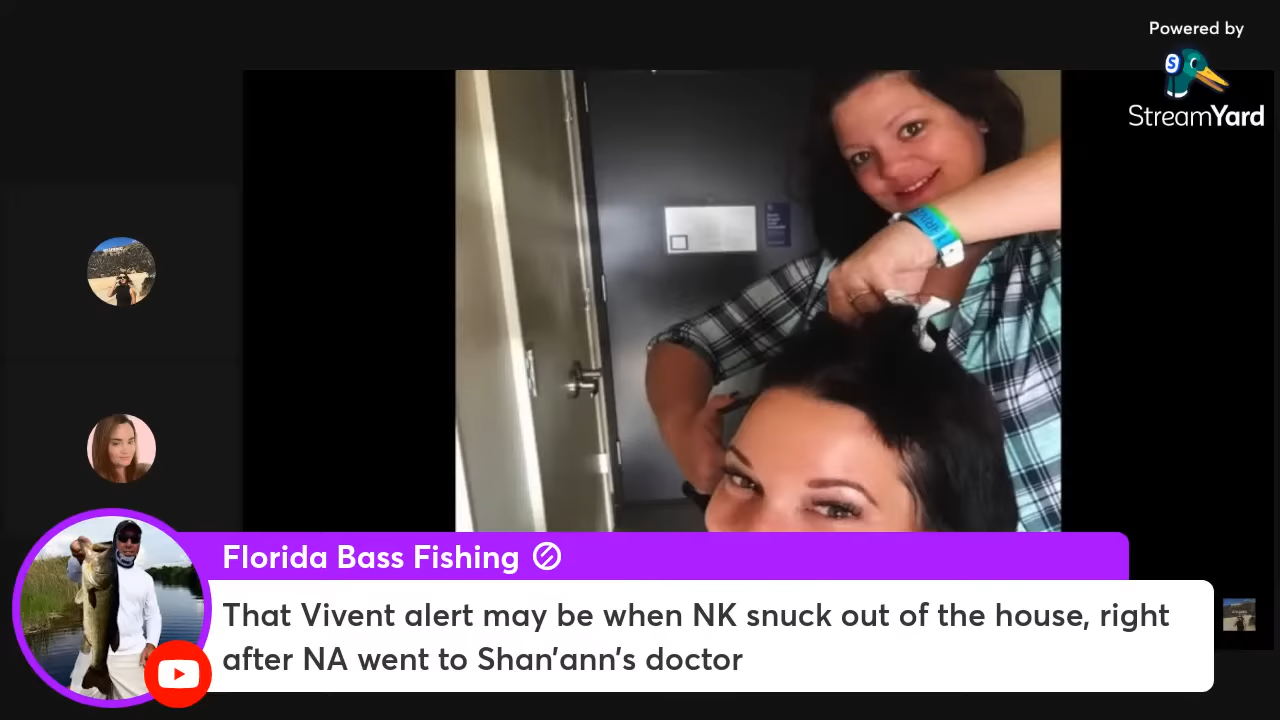 Powered by
StreamYard
Florida Bass Fishing
That Vivent alert may be when NK snuck out of the house, right
after NA went to Shan'ann's doctor